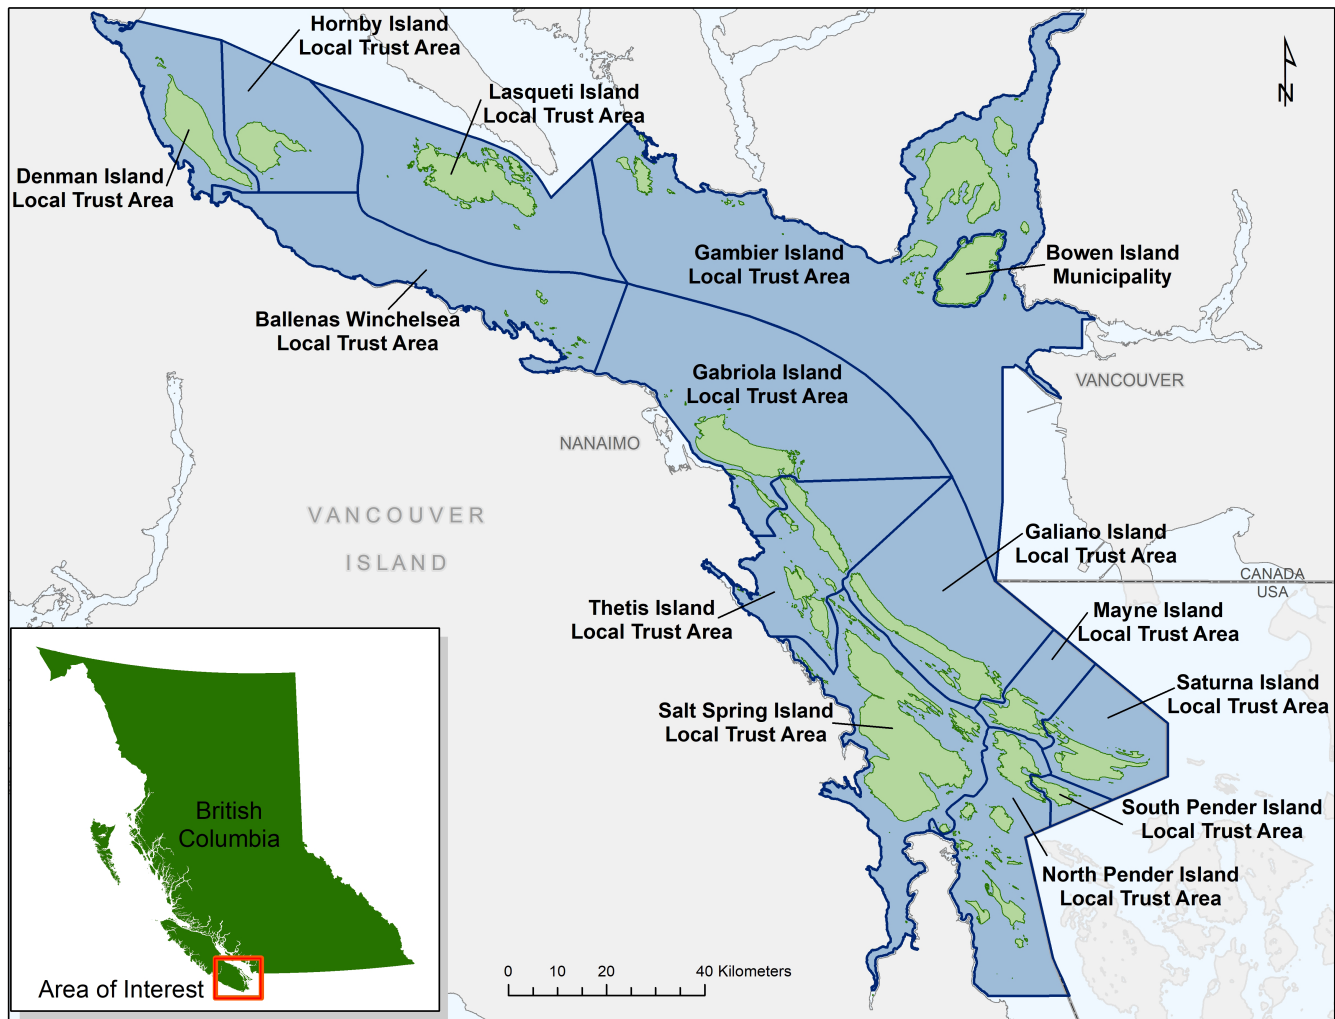 Hornby Island
Local Trust Area
Lasqueti Island
Local Trust Area
N
Denman Island
Local Trust Area
Gambier Island
Local Trust Area
Bowen Island
Municipality
Ballenas Winchelsea
Local Trust Area
Gabriola Island
Local Trust Area
VANCOUVER
NANAIMO
VANCOUVER
ISLAND
Galiano Island
Local Trust Area
CANADA
USA
Thetis Island
Local Trust Area
Mayne Island
Local Trust Area
Saturna Island
Local Trust Area
Salt Spring Island
Local Trust Area
South Pender Island
Local Trust Area
North Pender Island
Local Trust Area
British
Columbia
Area of Interest
0 10 20 40 Kilometers